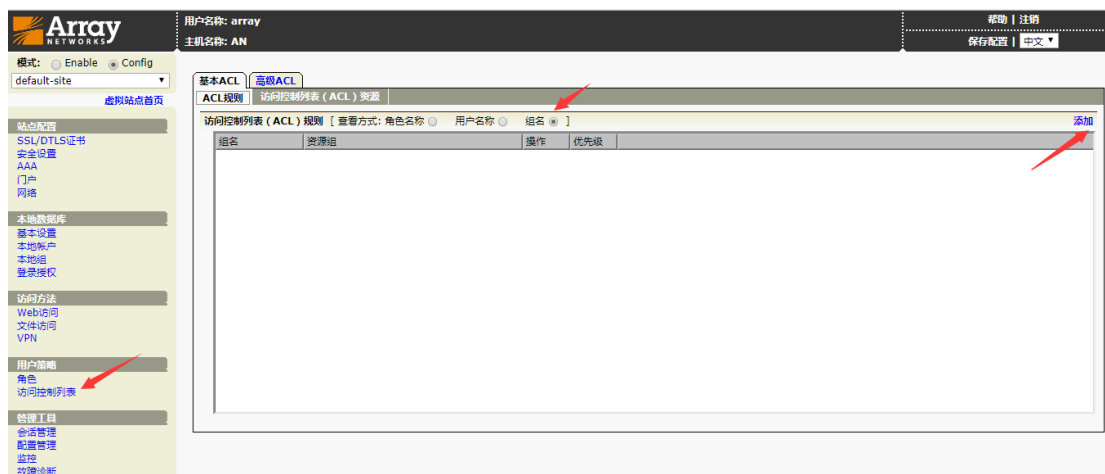 Array
NETWORKS
用户名称: array
主机名称: AN
帮助 | 注销
保存配置 | 中文
模式: Enable Config
default-site
虚拟站点首页
站点配置
SSL/DTLS证书
安全设置
AAA
门户
网络
本地数据库
基本设置
本地帐户
本地组
登录授权
访问方法
Web访问
文件访问
VPN
用户策略
角色
访问控制列表
管理工具
会话管理
配置管理
监控
故障诊断
基本ACL 高级ACL
ACL规则 访问控制列表（ACL）资源
访问控制列表（ACL）规则 [ 查看方式: 角色名称 用户名称 组名 ] 添加
组名 资源组 操作 优先级